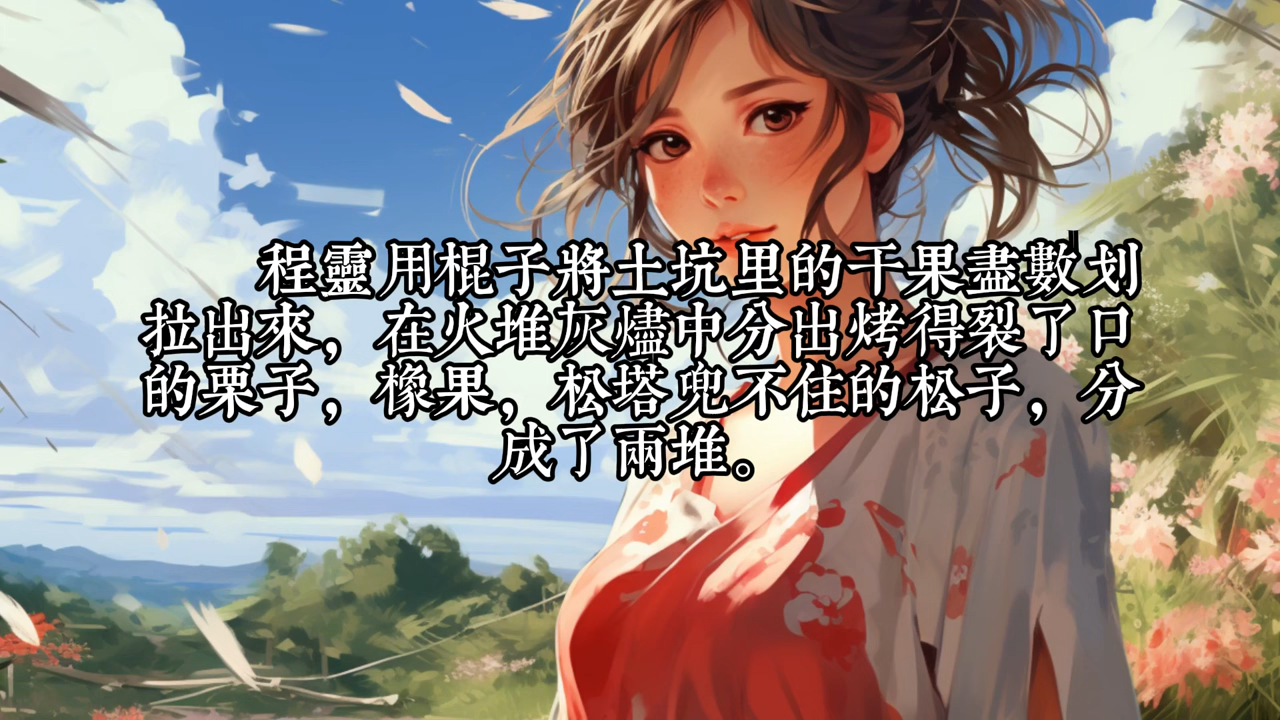 程靈用棍子將土坑里的干果盡數划
拉出來，在火堆灰燼中分出烤得裂了口
的栗子，橡果，松塔兜不住的松子，分
成了兩堆。